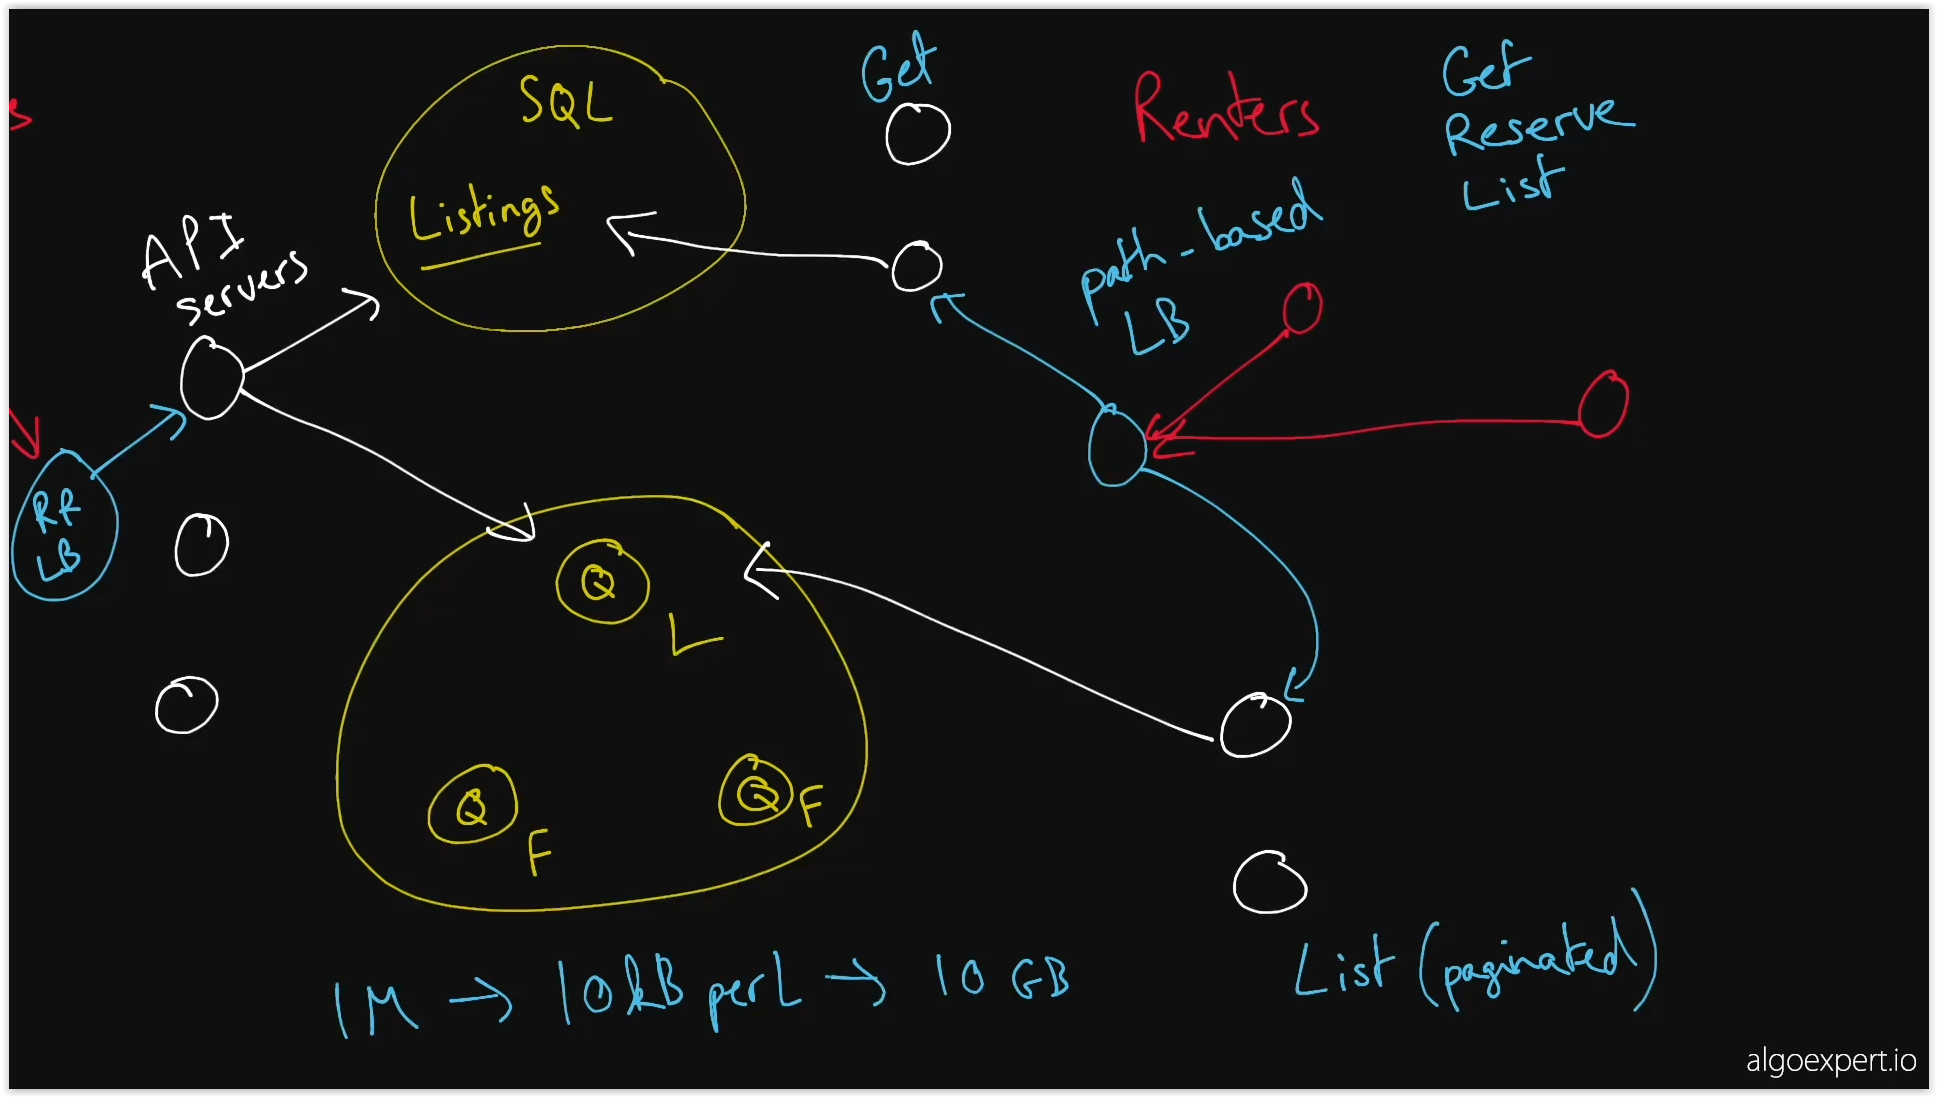 s
SQL
Listings
API
servers
RR
LB
Get
Renters
Get
Reserve
List
path-based
LB
Q
L
Q
F
Q
F
1M → 10kB per L → 10 GB
List (paginated)
algoexpert.io